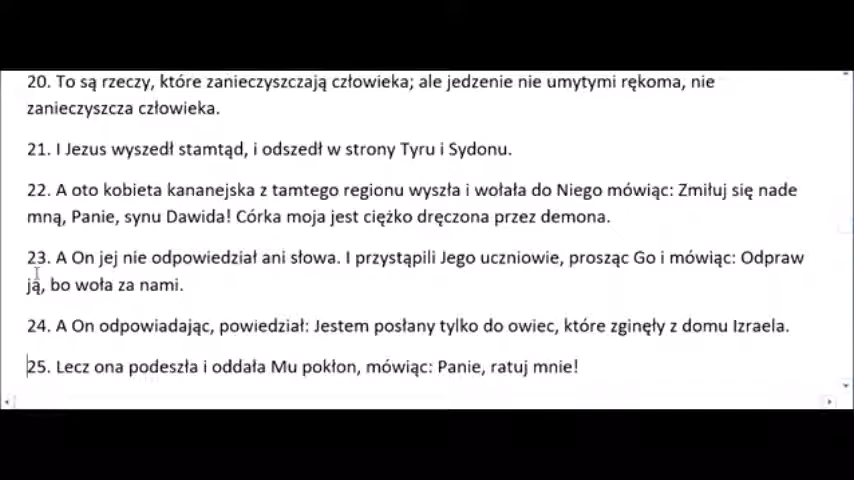 20. To są rzeczy, które zanieczyszczają człowieka; ale jedzenie nie umytymi rękoma, nie
zanieczyszcza człowieka.
21. I Jezus wyszedł stamtąd, i odszedł w strony Tyru i Sydonu.
22. A oto kobieta kananejska z tamtego regionu wyszła i wołała do Niego mówiąc: Zmiłuj się nade
mną, Panie, synu Dawida! Córka moja jest ciężko dręczona przez demona.
23. A On jej nie odpowiedział ani słowa. I przystąpili Jego uczniowie, prosząc Go i mówiąc: Odpraw
ją, bo woła za nami.
24. A On odpowiadając, powiedział: Jestem posłany tylko do owiec, które zginęły z domu Izraela.
25. Lecz ona podeszła i oddała Mu pokłon, mówiąc: Panie, ratuj mnie!